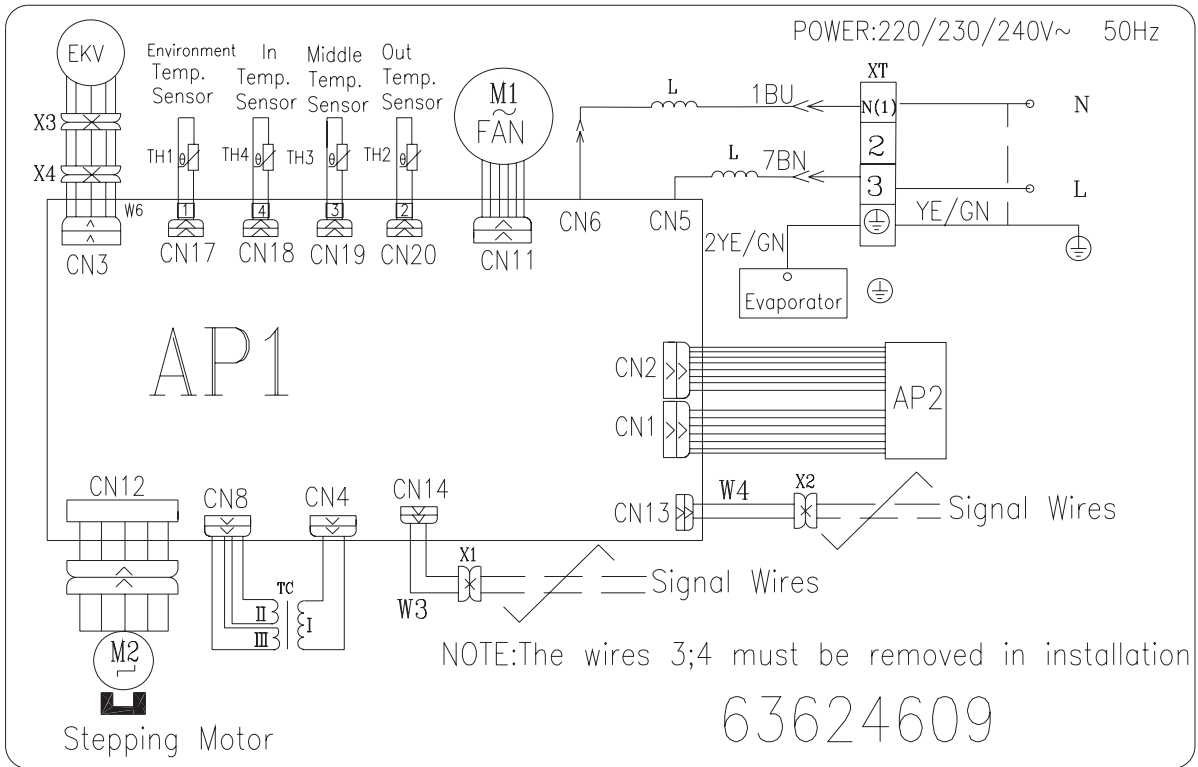 POWER:220/230/240V~ 50Hz
EKV
Environment
Temp.
Sensor
In
Temp.
Sensor
Middle
Temp.
Sensor
Out
Temp.
Sensor
M1
~
FAN
L
1BU
XT
N(1)
N
X3
2
TH1
θ
TH4
θ
TH3
θ
TH2
θ
L
7BN
X4
3
L
W6
1
4
3
2
CN6
CN5
YE/GN
CN3
CN17
CN18
CN19
CN20
CN11
2YE/GN
Evaporator
AP1
CN2
AP2
CN1
CN12
CN8
CN4
CN14
CN13
W4
X2
Signal Wires
X1
Signal Wires
W3
TC
II
III
I
M2
NOTE:The wires 3;4 must be removed in installation
63624609
Stepping Motor